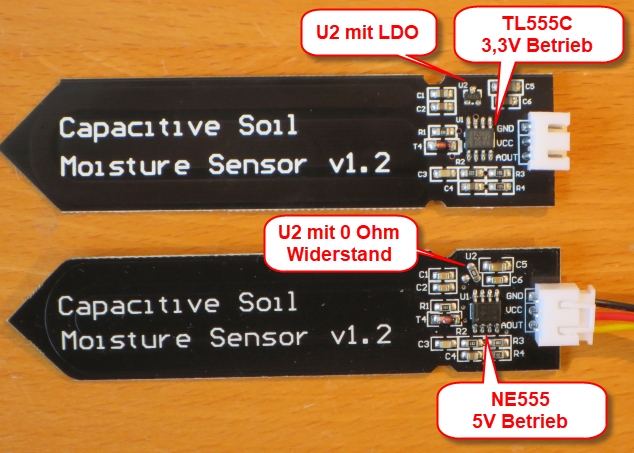 U2 mit LDO
TL555C
3,3V Betrieb
U2
C1
C2
C5
C6
U1
R1
T4
R2
GND
VCC
AOUT
C3
C4
R3
R4
Capacitive Soil
Moisture Sensor v1.2
U2 mit 0 Ohm
Widerstand
U2
C1
C2
C5
C6
U1
R1
T4
R2
GND
VCC
AOUT
C3
C4
R3
R4
Capacitive Soil
Moisture Sensor v1.2
NE555
5V Betrieb